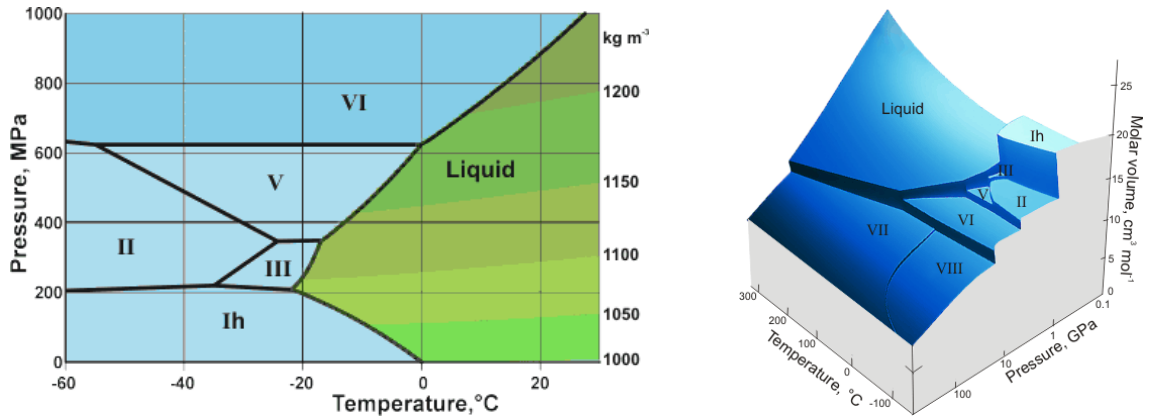 1000
800
600
400
200
0
Pressure, MPa
-60
-40
-20
0
20
Temperature,°C
VI
V
II
III
Ih
Liquid
kg m⁻³
1200
1150
1100
1050
1000
Liquid
Ih
III
V
II
VI
VII
VIII
25
20
15
10
5
0
Molar volume, cm³ mol⁻¹
300
200
100
0
-100
Temperature, °C
0.1
1
10
100
Pressure, GPa